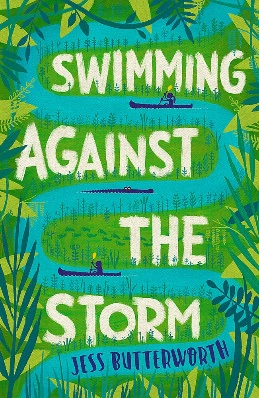 SWIMMING
AGAINST
THE
STORM
JESS BUTTERWORTH